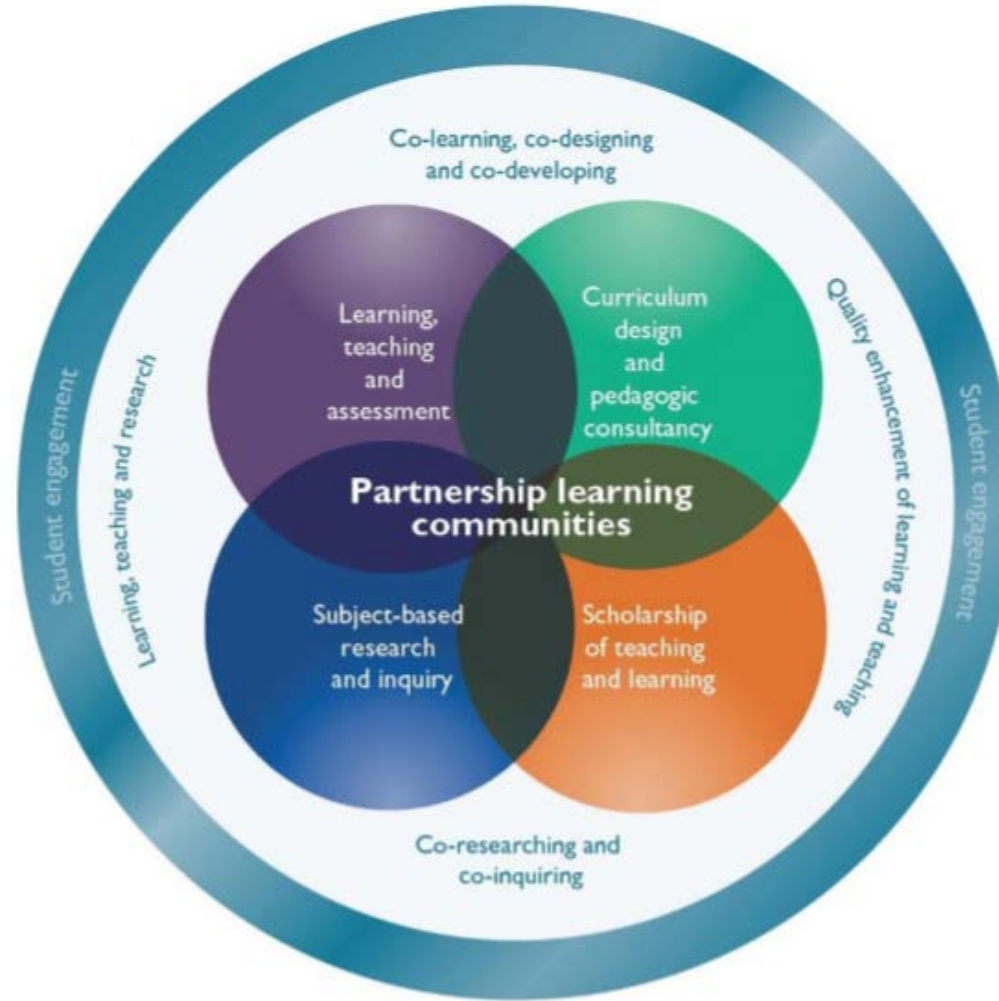 Co-learning, co-designing
and co-developing
Learning,
teaching
and
assessment
Curriculum
design
and
pedagogic
consultancy
Student engagement
Learning, teaching and research
Quality enhancement of learning and teaching
Student engagement
Partnership learning
communities
Subject-based
research
and inquiry
Scholarship
of teaching
and learning
Co-researching and
co-inquiring